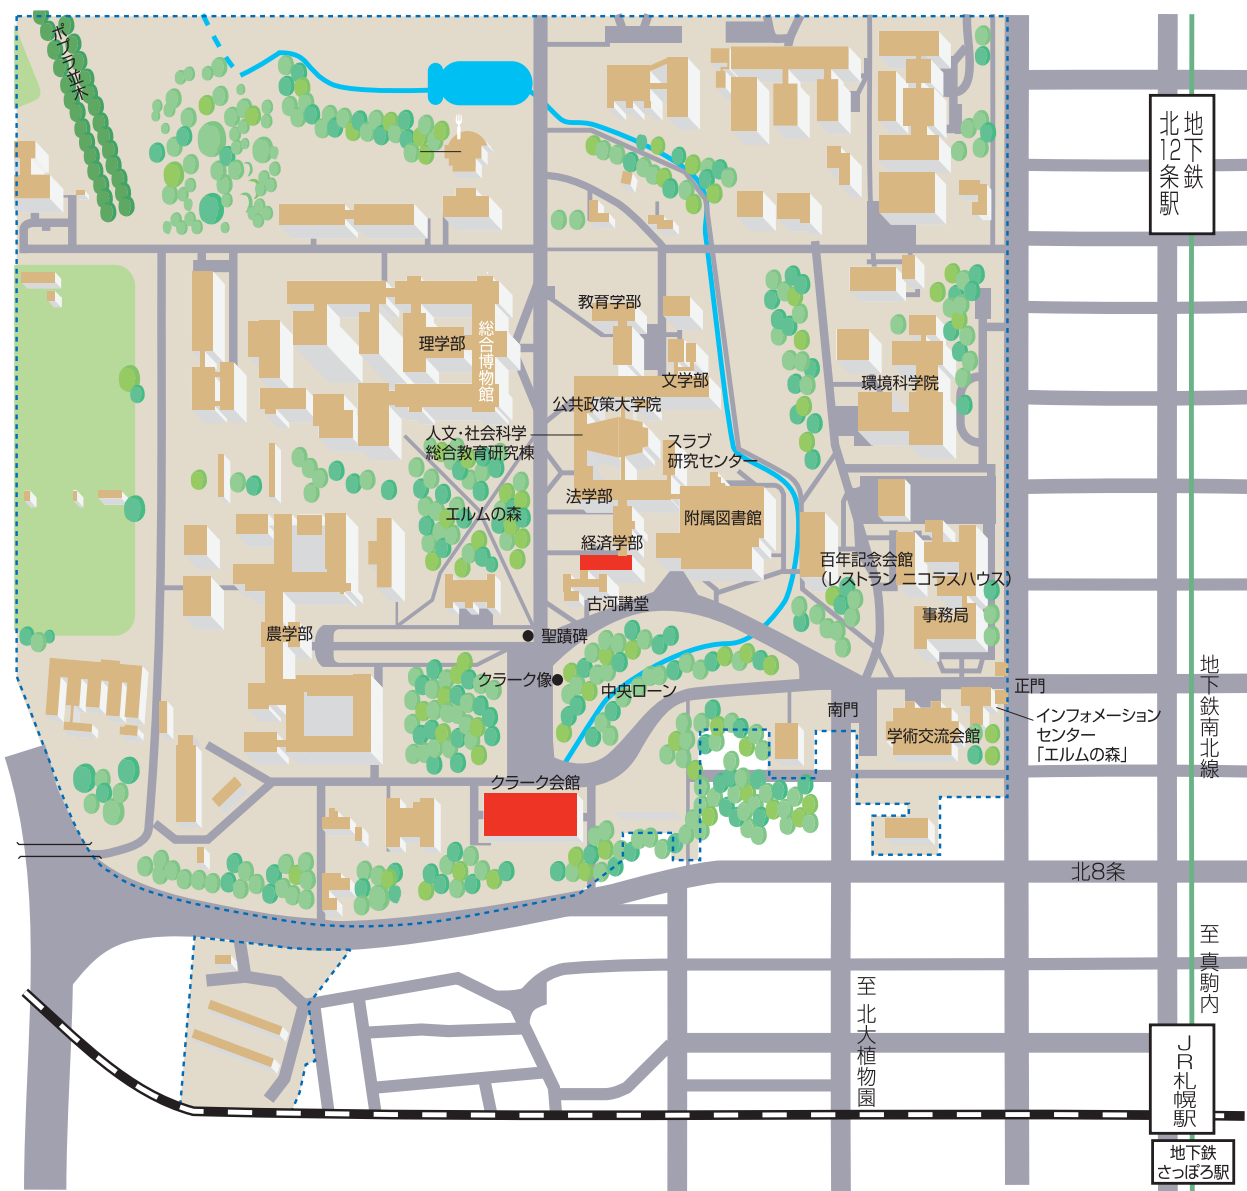 ポプラ並木
地下鉄
北12条駅
教育学部
理学部
総合博物館
文学部
環境科学院
公共政策大学院
人文・社会科学
総合教育研究棟
スラブ
研究センター
法学部
エルムの森
附属図書館
経済学部
百年記念会館
（レストラン ニコラスハウス）
古河講堂
事務局
農学部
聖蹟碑
クラーク像
中央ローン
正門
地下鉄南北線
南門
インフォメーション
センター
「エルムの森」
学術交流会館
クラーク会館
北8条
至 真駒内
至 北大植物園
JR札幌駅
地下鉄
さっぽろ駅